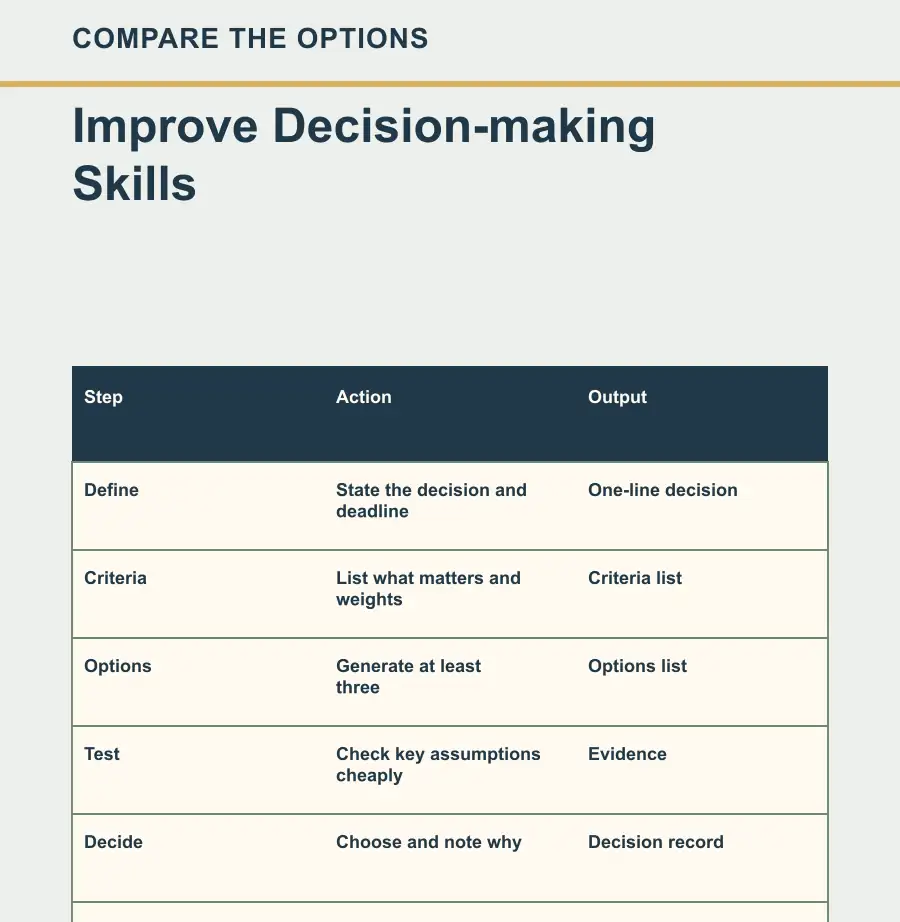 COMPARE THE OPTIONS
Improve Decision-making
Skills
Step Action Output
Define State the decision and One-line decision
deadline
Criteria List what matters and Criteria list
weights
Options Generate at least Options list
three
Test Check key assumptions Evidence
cheaply
Decide Choose and note why Decision record